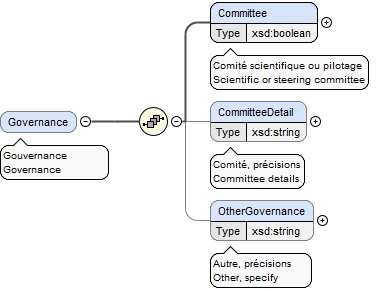 Committee
Type xsd:boolean
Comité scientifique ou pilotage
Scientific or steering committee
Governance
Gouvernance
Governance
CommitteeDetail
Type xsd:string
Comité, précisions
Committee details
OtherGovernance
Type xsd:string
Autre, précisions
Other, specify